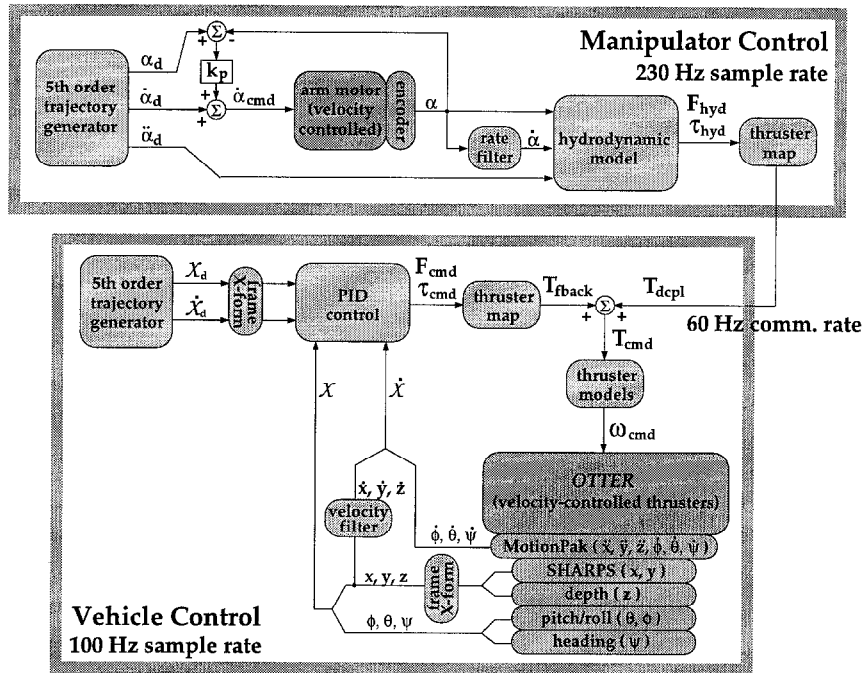 Manipulator Control
230 Hz sample rate
5th order
trajectory
generator
α_d
α̇_d
α̈_d
+
-
Σ
k_p
+
+
Σ
α̇_cmd
arm motor
(velocity
controlled)
encoder
α
rate
filter
α̇
hydrodynamic
model
F_hyd
τ_hyd
thruster
map
5th order
trajectory
generator
X_d
Ẋ_d
frame
X-form
PID
control
F_cmd
τ_cmd
thruster
map
T_fback
+
Σ
+
T_dcpl
60 Hz comm. rate
T_cmd
thruster
models
ω_cmd
X
Ẋ
OTTER
(velocity-controlled thrusters)
ẋ, ẏ, ż
velocity
filter
φ̇, θ̇, ψ̇
MotionPak ( ẍ, ÿ, z̈, φ̇, θ̇, ψ̇ )
x, y, z
frame
X-form
SHARPS ( x, y )
depth ( z )
φ, θ, ψ
pitch/roll ( θ, φ )
heading ( ψ )
Vehicle Control
100 Hz sample rate